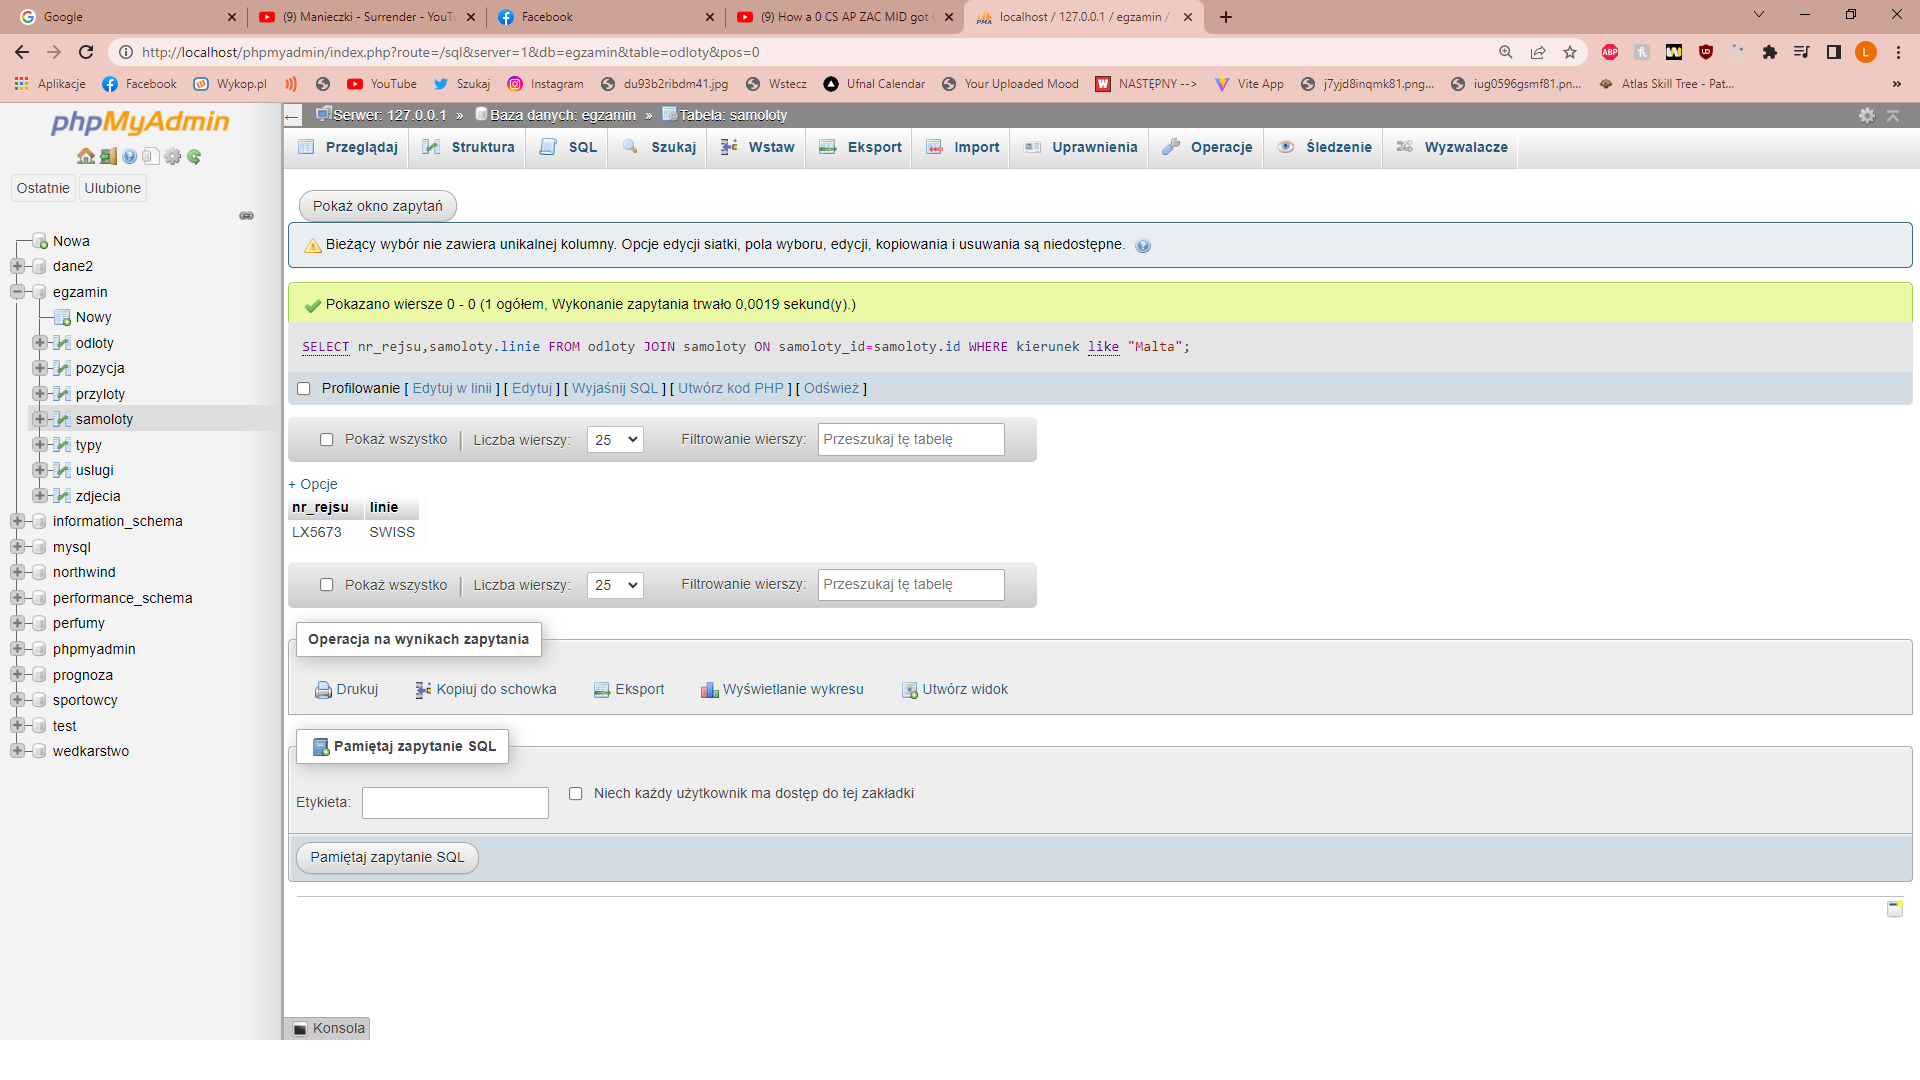 Google
(9) Manieczki - Surrender - YouTu
Facebook
(9) How a 0 CS AP ZAC MID got
localhost / 127.0.0.1 / egzamin /
http://localhost/phpmyadmin/index.php?route=/sql&server=1&db=egzamin&table=odloty&pos=0
ABP
L
Aplikacje
Facebook
Wykop.pl
YouTube
Szukaj
Instagram
du93b2ribdm41.jpg
Wstecz
Ufnal Calendar
Your Uploaded Mood
NASTĘPNY -->
Vite App
j7yjd8inqmk81.png...
iug0596gsmf81.pn...
Atlas Skill Tree - Pat...
»
phpMyAdmin
Ostatnie
Ulubione
Nowa
dane2
egzamin
Nowy
odloty
pozycja
przyloty
samoloty
typy
uslugi
zdjecia
information_schema
mysql
northwind
performance_schema
perfumy
phpmyadmin
prognoza
sportowcy
test
wedkarstwo
Serwer: 127.0.0.1 » Baza danych: egzamin » Tabela: samoloty
Przeglądaj
Struktura
SQL
Szukaj
Wstaw
Eksport
Import
Uprawnienia
Operacje
Śledzenie
Wyzwalacze
Pokaż okno zapytań
Bieżący wybór nie zawiera unikalnej kolumny. Opcje edycji siatki, pola wyboru, edycji, kopiowania i usuwania są niedostępne.
Pokazano wiersze 0 - 0 (1 ogółem, Wykonanie zapytania trwało 0,0019 sekund(y).)
SELECT nr_rejsu,samoloty.linie FROM odloty JOIN samoloty ON samoloty_id=samoloty.id WHERE kierunek like "Malta";
Profilowanie [ Edytuj w linii ] [ Edytuj ] [ Wyjaśnij SQL ] [ Utwórz kod PHP ] [ Odśwież ]
Pokaż wszystko | Liczba wierszy: 25 Filtrowanie wierszy: Przeszukaj tę tabelę
+ Opcje
nr_rejsu linie
LX5673 SWISS
Pokaż wszystko | Liczba wierszy: 25 Filtrowanie wierszy: Przeszukaj tę tabelę
Operacja na wynikach zapytania
Drukuj
Kopiuj do schowka
Eksport
Wyświetlanie wykresu
Utwórz widok
Pamiętaj zapytanie SQL
Etykieta:
Niech każdy użytkownik ma dostęp do tej zakładki
Pamiętaj zapytanie SQL
Konsola